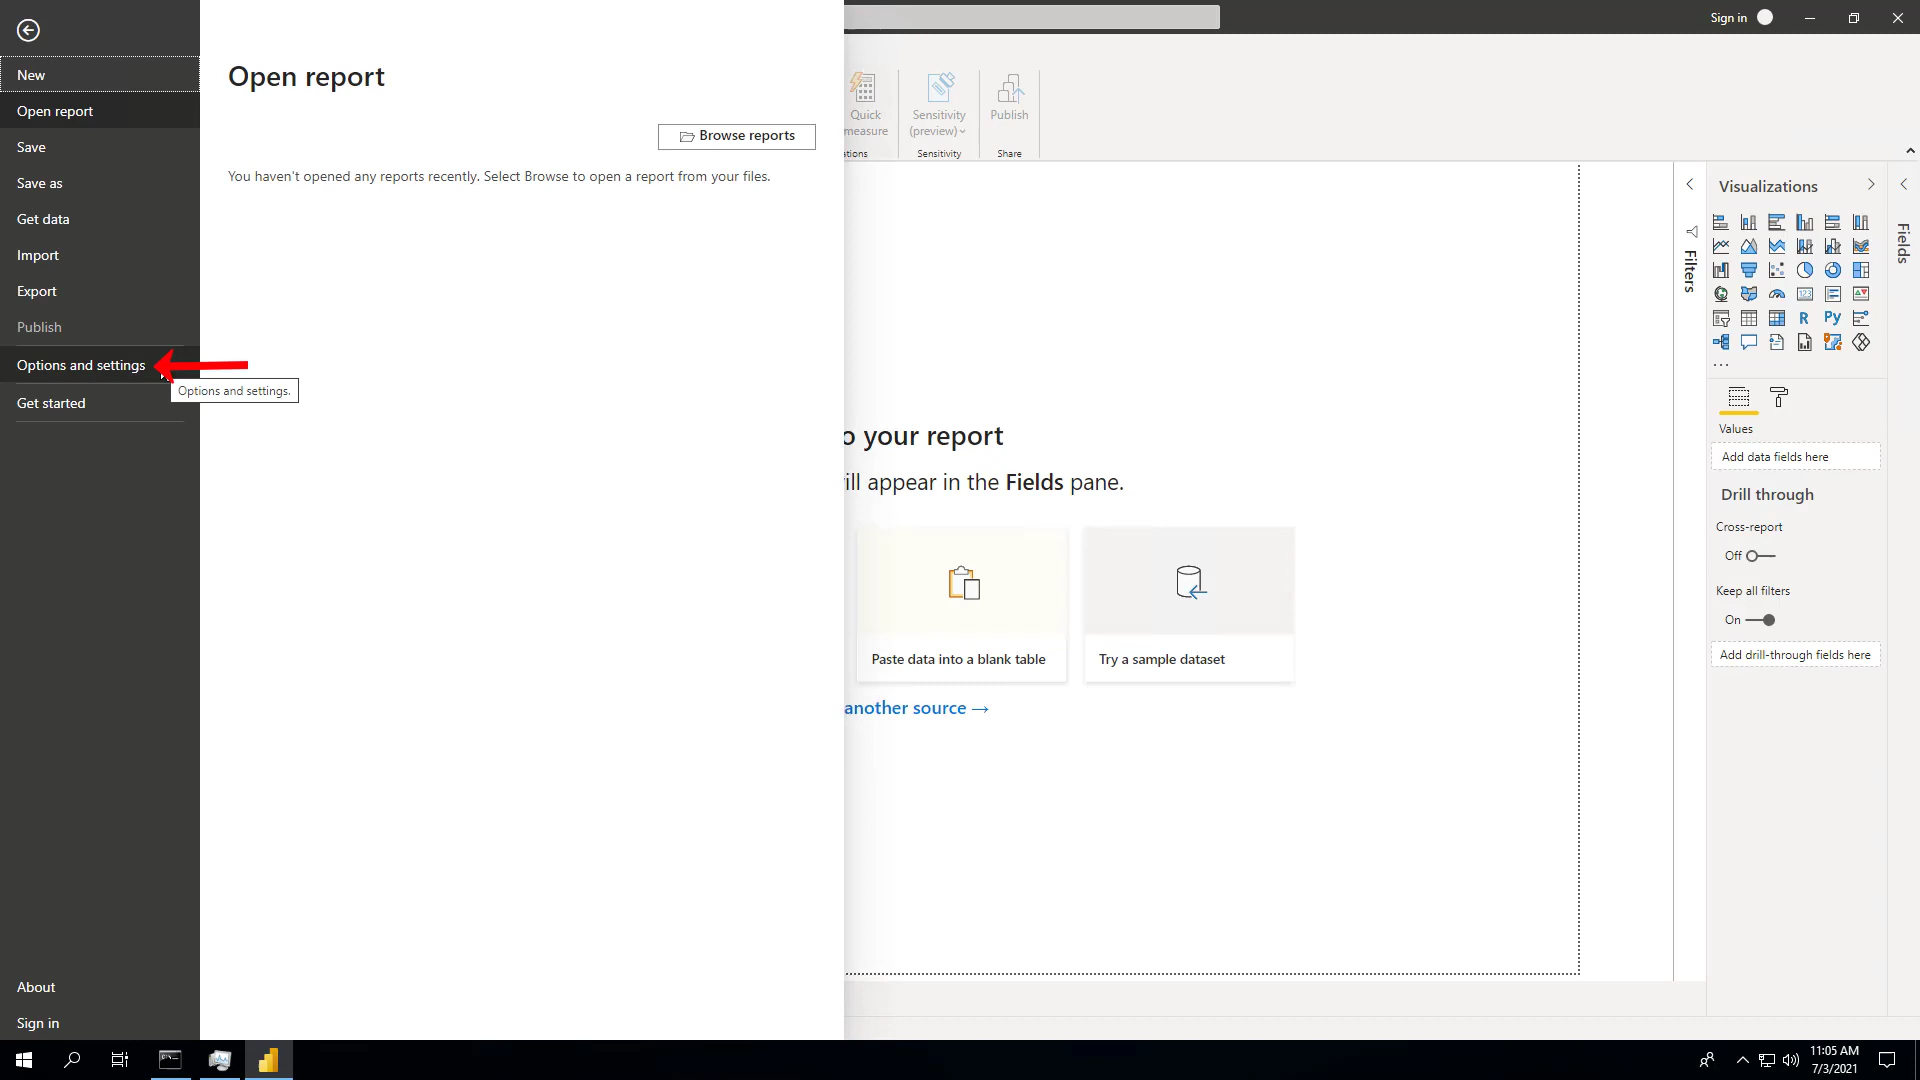 Sign in
New
Open report
Save
Save as
Get data
Import
Export
Publish
Options and settings
Options and settings.
Get started
About
Sign in
Open report
Browse reports
You haven't opened any reports recently. Select Browse to open a report from your files.
Quick
measure
ations
Sensitivity
(preview)
Sensitivity
Publish
Share
o your report
ill appear in the Fields pane.
Paste data into a blank table
Try a sample dataset
another source →
Filters
Visualizations
123
R
Py
...
Values
Add data fields here
Drill through
Cross-report
Off
Keep all filters
On
Add drill-through fields here
Fields
11:05 AM
7/3/2021